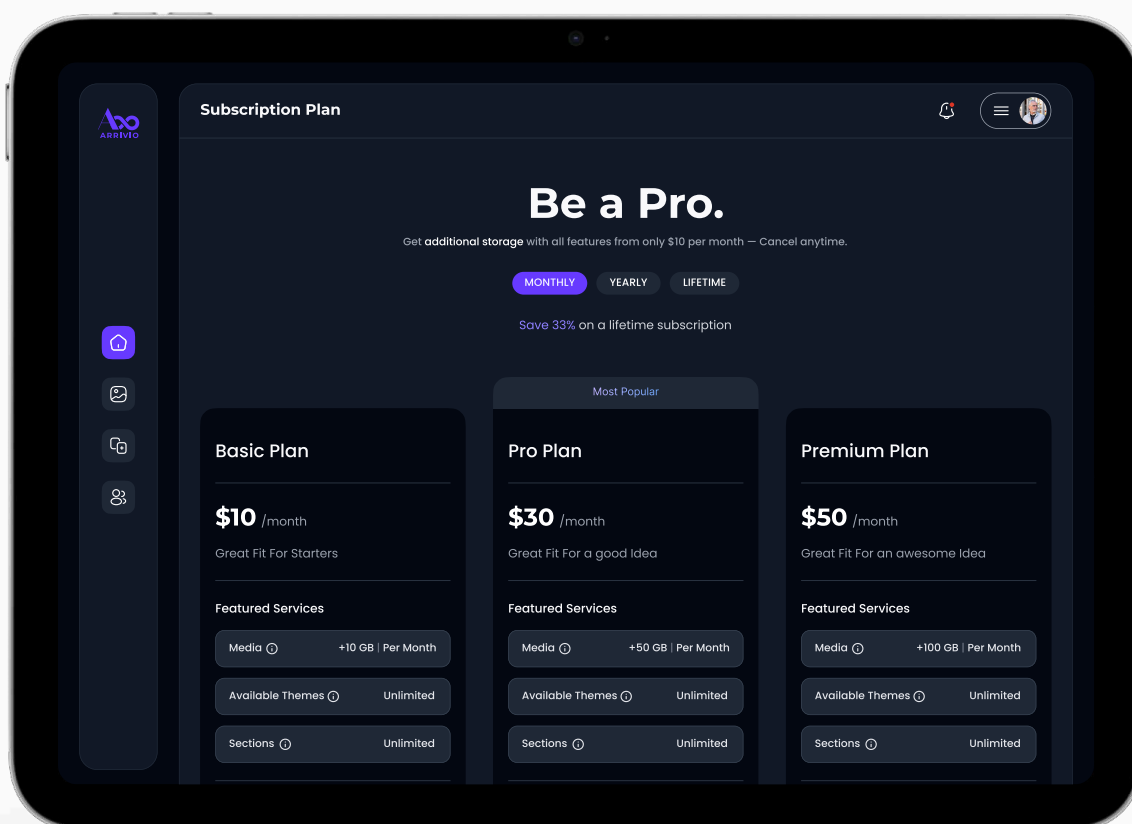 ARRIVIO
Subscription Plan
Be a Pro.
Get additional storage with all features from only $10 per month — Cancel anytime.
MONTHLY YEARLY LIFETIME
Save 33% on a lifetime subscription
Most Popular
Basic Plan
$10 /month
Great Fit For Starters
Featured Services
Media +10 GB | Per Month
Available Themes Unlimited
Sections Unlimited
Pro Plan
$30 /month
Great Fit For a good Idea
Featured Services
Media +50 GB | Per Month
Available Themes Unlimited
Sections Unlimited
Premium Plan
$50 /month
Great Fit For an awesome Idea
Featured Services
Media +100 GB | Per Month
Available Themes Unlimited
Sections Unlimited